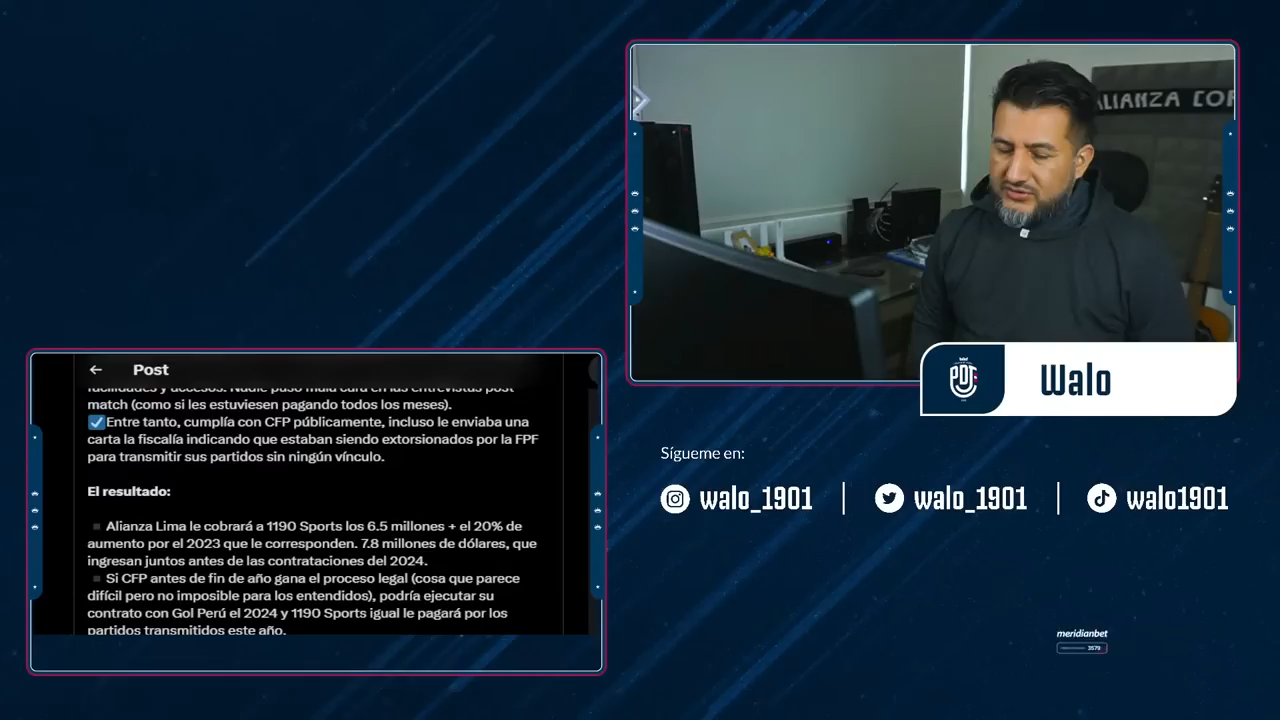 ALIANZA COR
PDF
Walo
Sígueme en:
walo_1901 | walo_1901 | walo1901
Post
match (como si les estuviesen pagando todos los meses).
Entre tanto, cumplía con CFP públicamente, incluso le enviaba una
carta la fiscalía indicando que estaban siendo extorsionados por la FPF
para transmitir sus partidos sin ningún vínculo.
El resultado:
Alianza Lima le cobrará a 1190 Sports los 6.5 millones + el 20% de
aumento por el 2023 que le corresponden. 7.8 millones de dólares, que
ingresan juntos antes de las contrataciones del 2024.
Si CFP antes de fin de año gana el proceso legal (cosa que parece
difícil pero no imposible para los entendidos), podría ejecutar su
contrato con Gol Perú el 2024 y 1190 Sports igual le pagará por los
partidos transmitidos este año.
meridianbet
3579